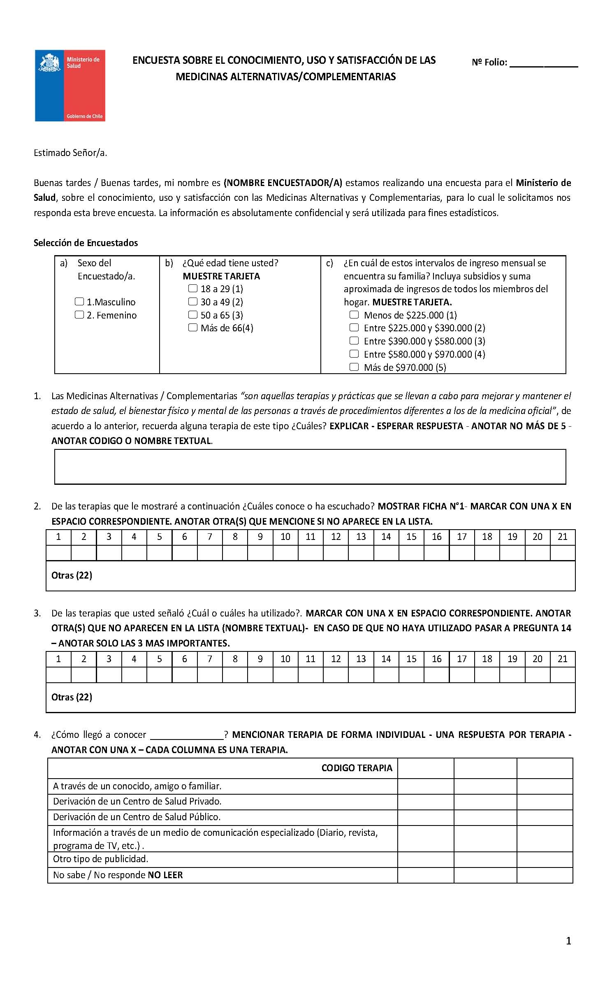 Ministerio de
Salud
Gobierno de Chile
ENCUESTA SOBRE EL CONOCIMIENTO, USO Y SATISFACCIÓN DE LAS
MEDICINAS ALTERNATIVAS/COMPLEMENTARIAS
Nº Folio: ______________
Estimado Señor/a.
Buenas tardes / Buenas tardes, mi nombre es (NOMBRE ENCUESTADOR/A) estamos realizando una encuesta para el Ministerio de
Salud, sobre el conocimiento, uso y satisfacción con las Medicinas Alternativas y Complementarias, para lo cual le solicitamos nos
responda esta breve encuesta. La información es absolutamente confidencial y será utilizada para fines estadísticos.
Selección de Encuestados
a) Sexo del
Encuestado/a.
1.Masculino
2. Femenino
b) ¿Qué edad tiene usted?
MUESTRE TARJETA
18 a 29 (1)
30 a 49 (2)
50 a 65 (3)
Más de 66(4)
c) ¿En cuál de estos intervalos de ingreso mensual se
encuentra su familia? Incluya subsidios y suma
aproximada de ingresos de todos los miembros del
hogar. MUESTRE TARJETA.
Menos de $225.000 (1)
Entre $225.000 y $390.000 (2)
Entre $390.000 y $580.000 (3)
Entre $580.000 y $970.000 (4)
Más de $970.000 (5)
1. Las Medicinas Alternativas / Complementarias “son aquellas terapias y prácticas que se llevan a cabo para mejorar y mantener el
estado de salud, el bienestar físico y mental de las personas a través de procedimientos diferentes a los de la medicina oficial”, de
acuerdo a lo anterior, recuerda alguna terapia de este tipo ¿Cuáles? EXPLICAR - ESPERAR RESPUESTA - ANOTAR NO MÁS DE 5 -
ANOTAR CODIGO O NOMBRE TEXTUAL.
2. De las terapias que le mostraré a continuación ¿Cuáles conoce o ha escuchado? MOSTRAR FICHA N°1- MARCAR CON UNA X EN
ESPACIO CORRESPONDIENTE. ANOTAR OTRA(S) QUE MENCIONE SI NO APARECE EN LA LISTA.
1 2 3 4 5 6 7 8 9 10 11 12 13 14 15 16 17 18 19 20 21
Otras (22)
3. De las terapias que usted señaló ¿Cuál o cuáles ha utilizado?. MARCAR CON UNA X EN ESPACIO CORRESPONDIENTE. ANOTAR
OTRA(S) QUE NO APARECEN EN LA LISTA (NOMBRE TEXTUAL)- EN CASO DE QUE NO HAYA UTILIZADO PASAR A PREGUNTA 14
– ANOTAR SOLO LAS 3 MAS IMPORTANTES.
1 2 3 4 5 6 7 8 9 10 11 12 13 14 15 16 17 18 19 20 21
Otras (22)
4. ¿Cómo llegó a conocer _______________? MENCIONAR TERAPIA DE FORMA INDIVIDUAL - UNA RESPUESTA POR TERAPIA -
ANOTAR CON UNA X – CADA COLUMNA ES UNA TERAPIA.
CODIGO TERAPIA
A través de un conocido, amigo o familiar.
Derivación de un Centro de Salud Privado.
Derivación de un Centro de Salud Público.
Información a través de un medio de comunicación especializado (Diario, revista,
programa de TV, etc.) .
Otro tipo de publicidad.
No sabe / No responde NO LEER
1